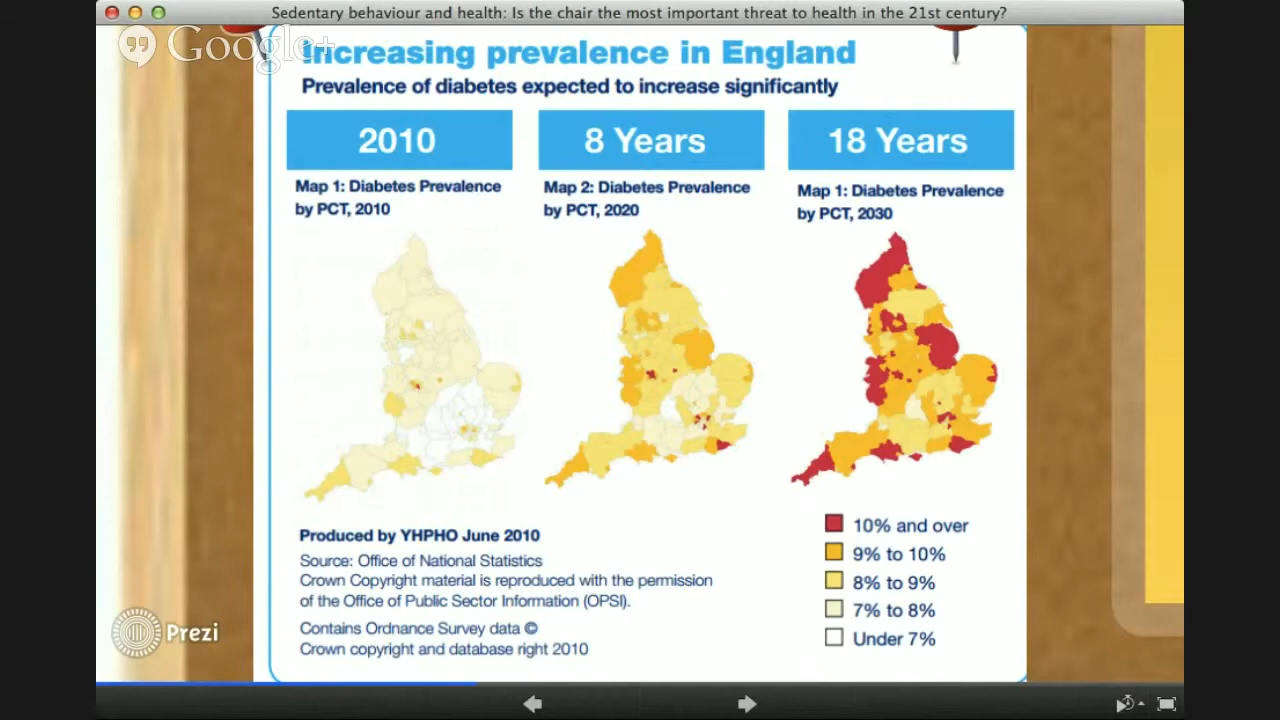 Sedentary behaviour and health: Is the chair the most important threat to health in the 21st century?
Google+
Increasing prevalence in England
Prevalence of diabetes expected to increase significantly
2010
8 Years
18 Years
Map 1: Diabetes Prevalence
by PCT, 2010
Map 2: Diabetes Prevalence
by PCT, 2020
Map 1: Diabetes Prevalence
by PCT, 2030
Produced by YHPHO June 2010
Source: Office of National Statistics
Crown Copyright material is reproduced with the permission
of the Office of Public Sector Information (OPSI).
Contains Ordnance Survey data ©
Crown copyright and database right 2010
10% and over
9% to 10%
8% to 9%
7% to 8%
Under 7%
Prezi